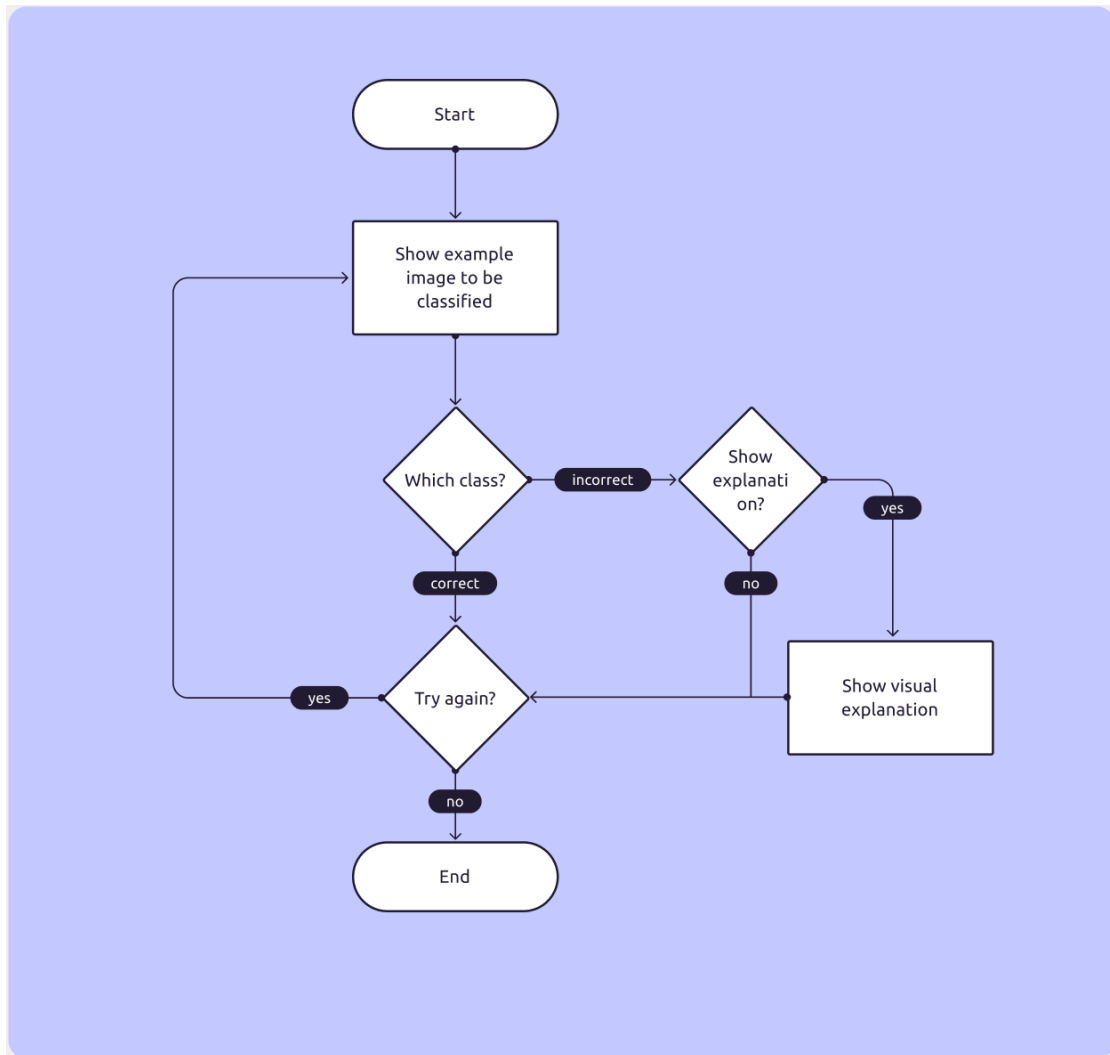 Start
Show example
image to be
classified
Which class?
incorrect
Show
explanati
on?
yes
correct
no
Try again?
yes
Show visual
explanation
no
End